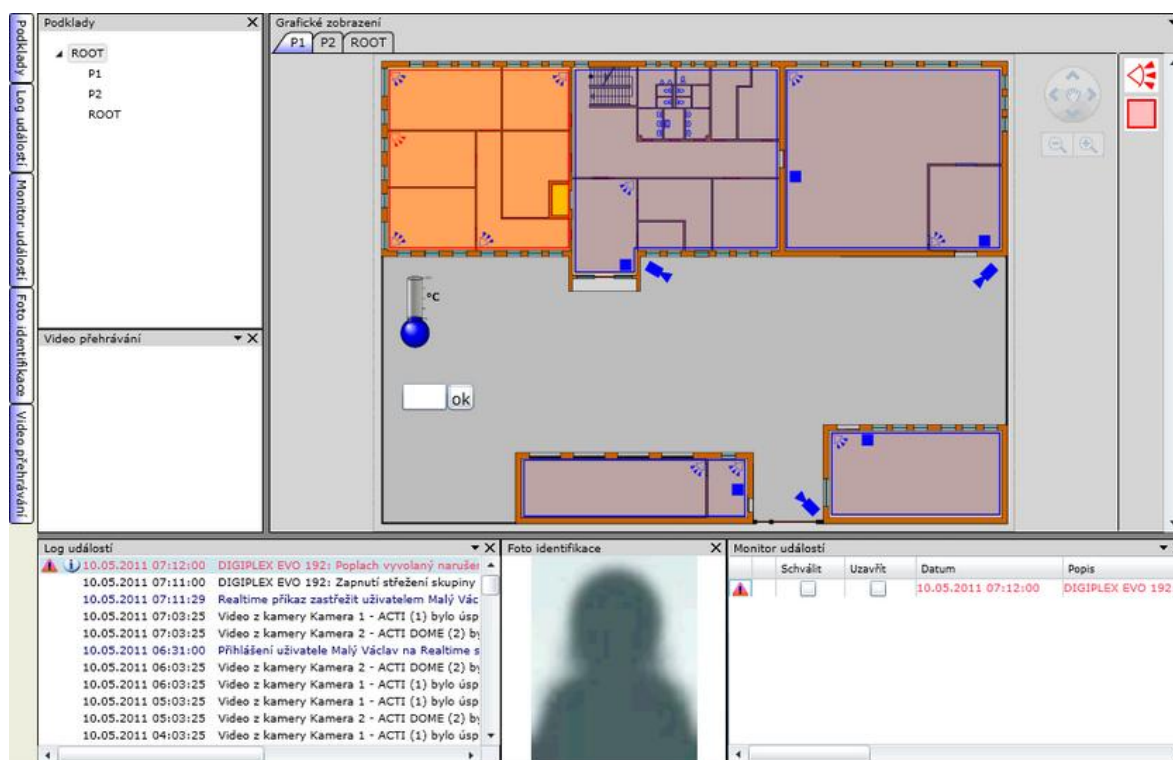 Podklady
Log událostí
Monitor událostí
Foto identifikace
Video přehrávání
Podklady
ROOT
P1
P2
ROOT
Video přehrávání
Grafické zobrazení
P1 P2 ROOT
°C
ok
Log událostí
10.05.2011 07:12:00 DIGIPLEX EVO 192: Poplach vyvolaný narušer
10.05.2011 07:11:00 DIGIPLEX EVO 192: Zapnutí střežení skupiny
10.05.2011 07:11:29 Realtime příkaz zastřežit uživatelem Malý Vác
10.05.2011 07:03:25 Video z kamery Kamera 1 - ACTI (1) bylo úsp
10.05.2011 07:03:25 Video z kamery Kamera 2 - ACTI DOME (2) by
10.05.2011 06:31:00 Přihlášení uživatele Malý Václav na Realtime s
10.05.2011 06:03:25 Video z kamery Kamera 2 - ACTI DOME (2) by
10.05.2011 06:03:25 Video z kamery Kamera 1 - ACTI (1) bylo úsp
10.05.2011 05:03:25 Video z kamery Kamera 1 - ACTI (1) bylo úsp
10.05.2011 05:03:25 Video z kamery Kamera 2 - ACTI DOME (2) by
10.05.2011 04:03:25 Video z kamery Kamera 1 - ACTI (1) bylo úsp
Foto identifikace
Monitor událostí
Schválit Uzavřít Datum Popis
10.05.2011 07:12:00 DIGIPLEX EVO 192